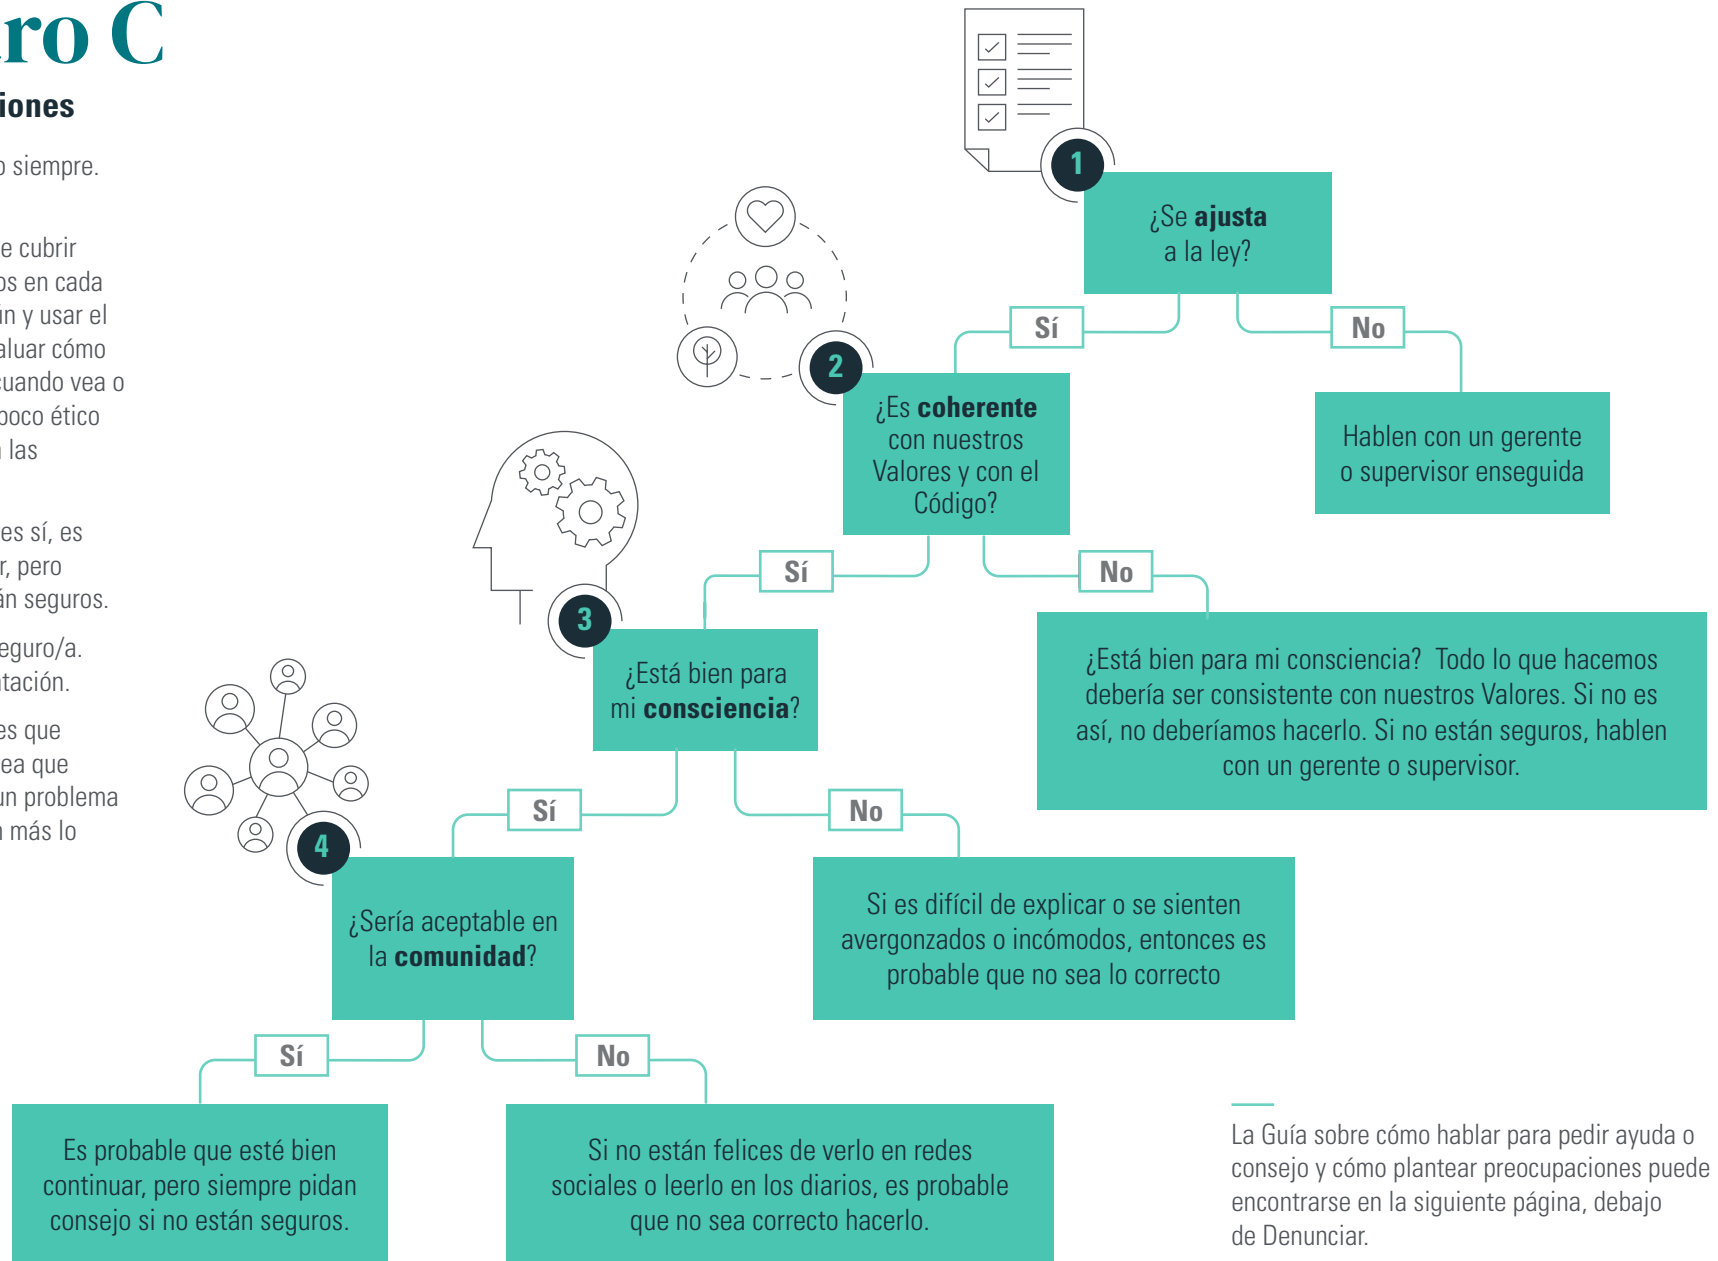 ro C
iones
o siempre.
e cubrir
os en cada
ún y usar el
aluar cómo
cuando vea o
poco ético
las
es sí, es
r, pero
án seguros.
eguro/a.
tación.
es que
ea que
un problema
más lo
1
¿Se ajusta
a la ley?
Sí
No
Hablen con un gerente
o supervisor enseguida
2
¿Es coherente
con nuestros
Valores y con el
Código?
Sí
No
¿Está bien para mi consciencia? Todo lo que hacemos
debería ser consistente con nuestros Valores. Si no es
así, no deberíamos hacerlo. Si no están seguros, hablen
con un gerente o supervisor.
3
¿Está bien para
mi consciencia?
Sí
No
Si es difícil de explicar o se sienten
avergonzados o incómodos, entonces es
probable que no sea lo correcto
4
¿Sería aceptable en
la comunidad?
Sí
No
Es probable que esté bien
continuar, pero siempre pidan
consejo si no están seguros.
Si no están felices de verlo en redes
sociales o leerlo en los diarios, es probable
que no sea correcto hacerlo.
La Guía sobre cómo hablar para pedir ayuda o
consejo y cómo plantear preocupaciones puede
encontrarse en la siguiente página, debajo
de Denunciar.